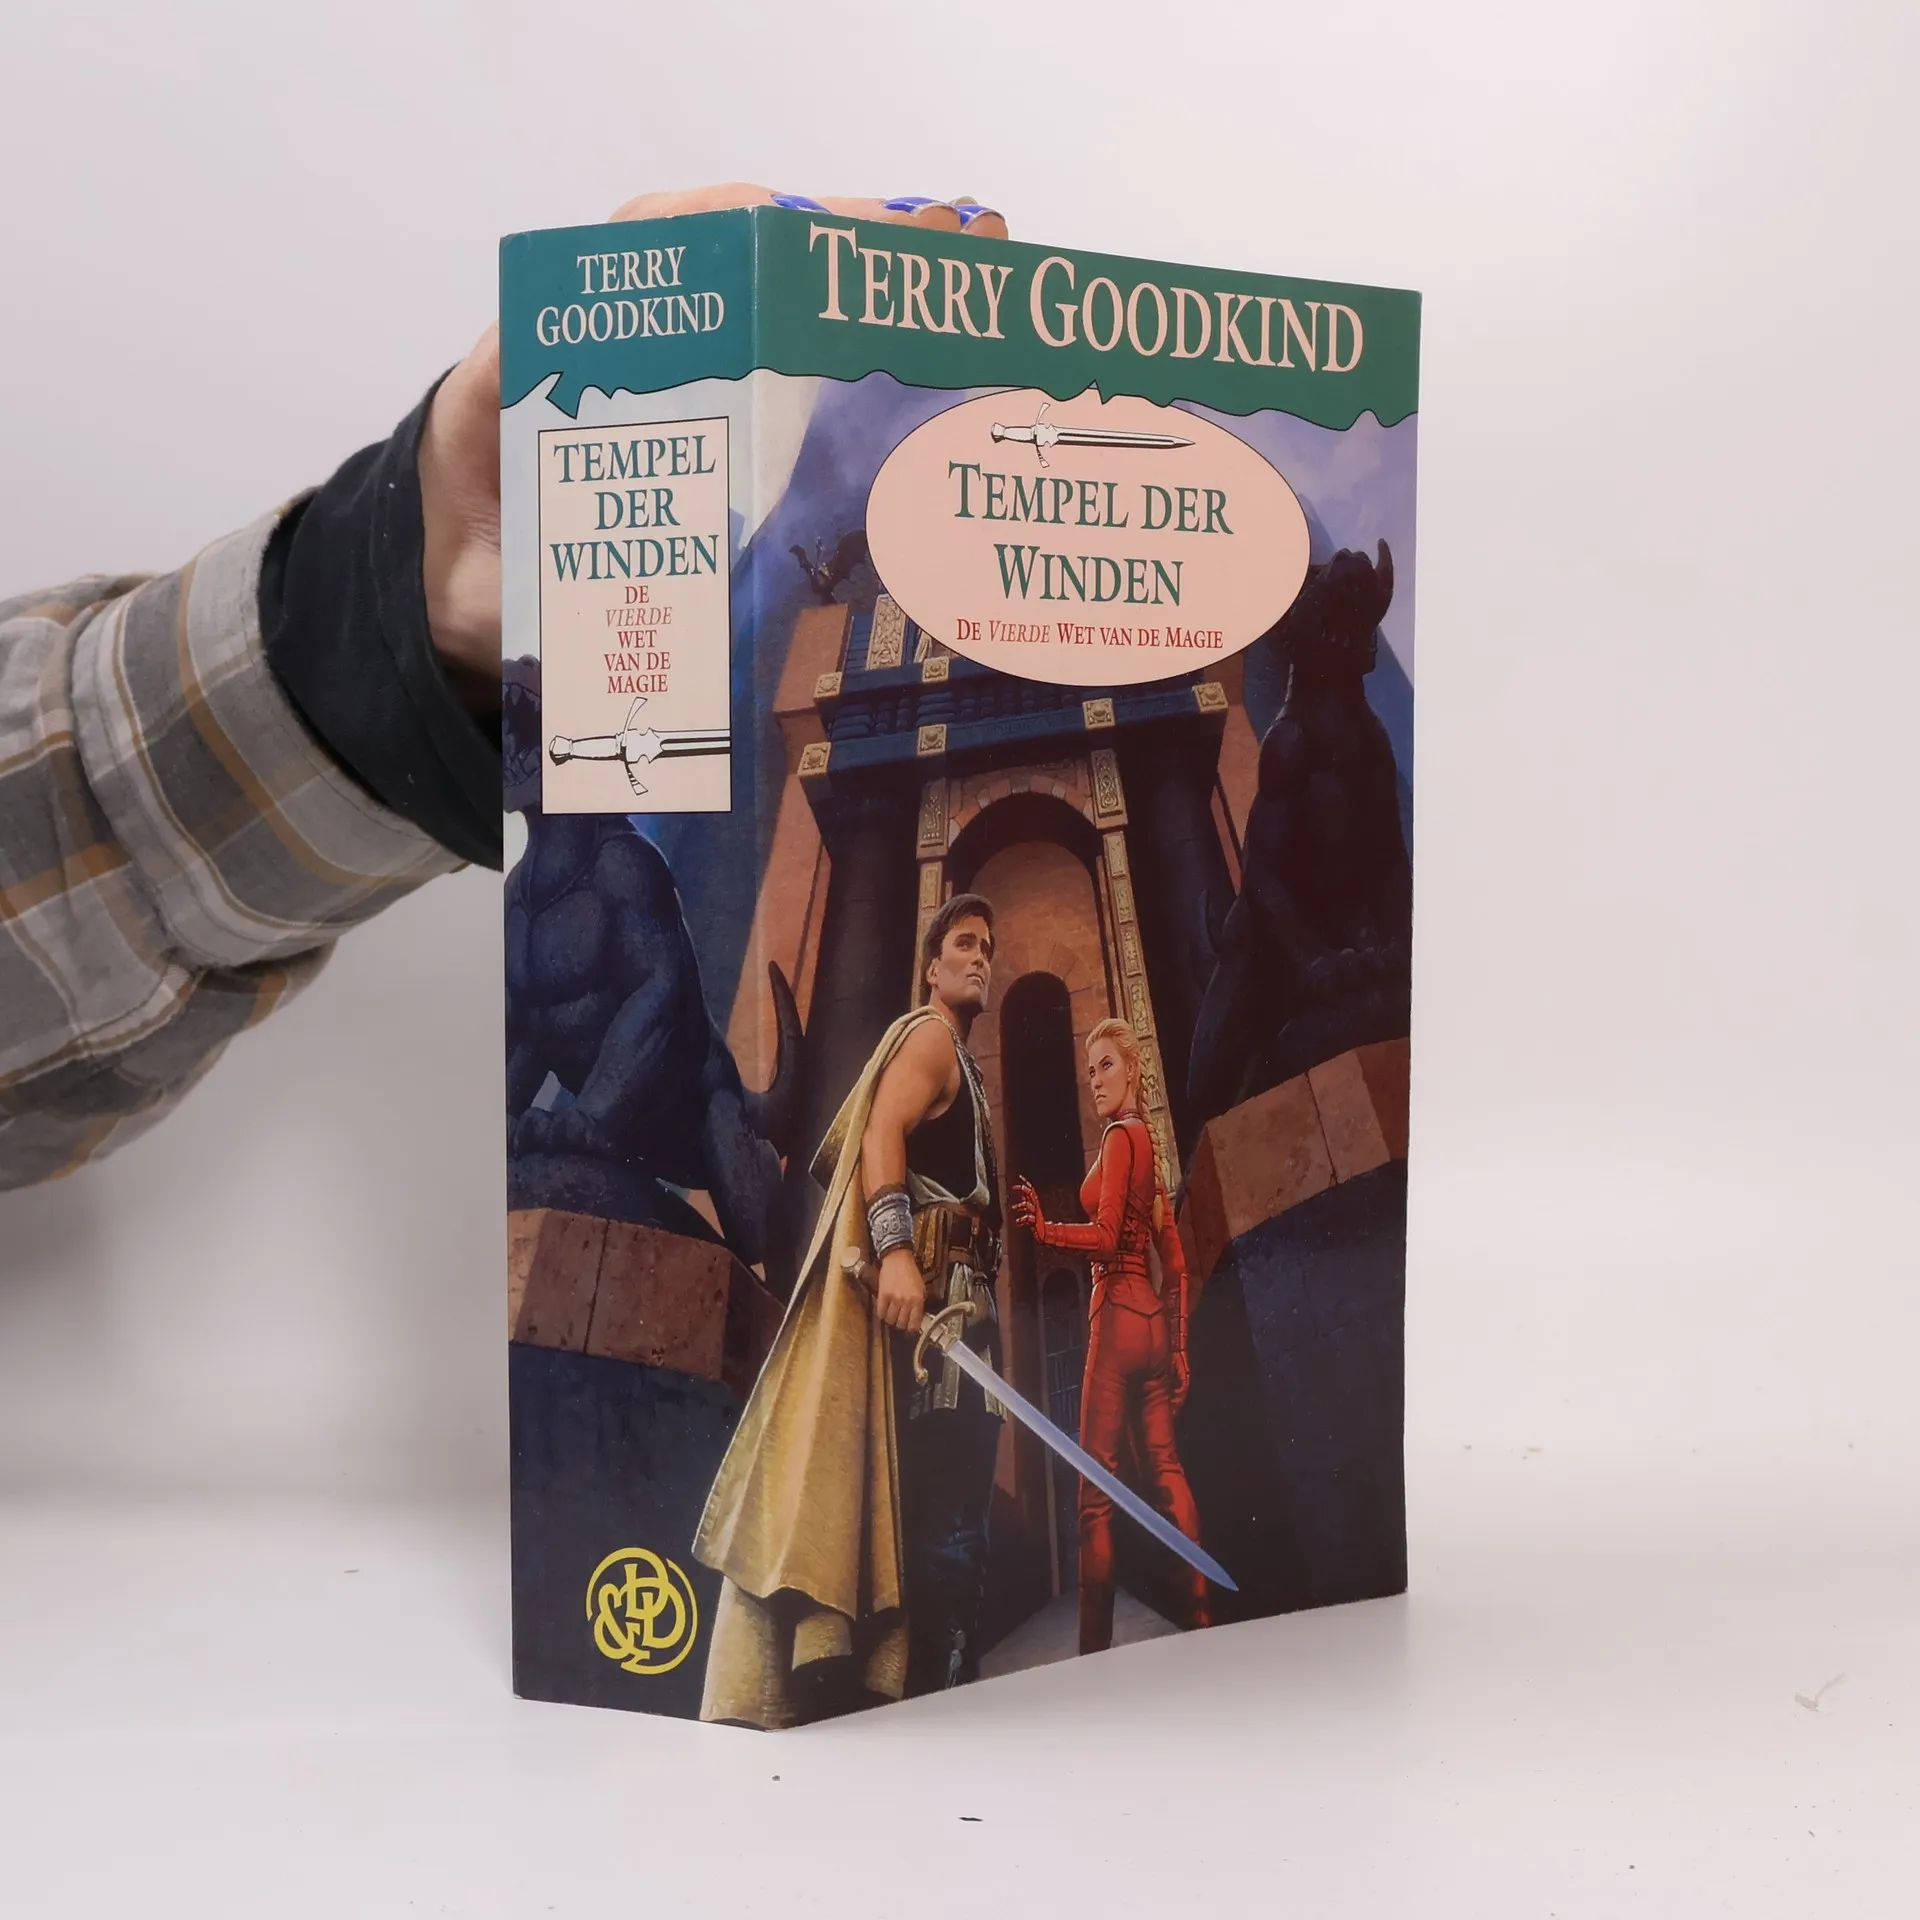 TERRY
GOODKIND
TEMPEL
DER
WINDEN
DE
VIERDE
WET
VAN DE
MAGIE
TERRY GOODKIND
TEMPEL DER
WINDEN
DE VIERDE WET VAN DE MAGIE